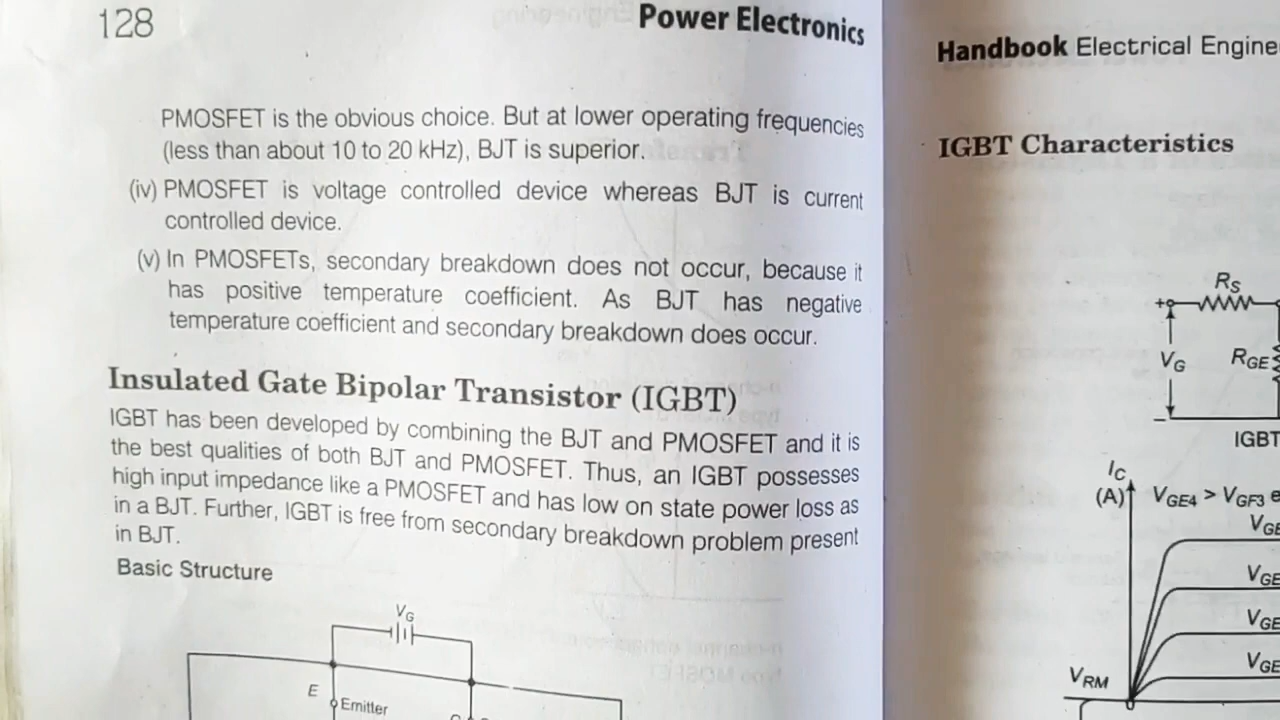 128
Power Electronics
PMOSFET is the obvious choice. But at lower operating frequencies
(less than about 10 to 20 kHz), BJT is superior.
(iv) PMOSFET is voltage controlled device whereas BJT is current
controlled device.
(v) In PMOSFETs, secondary breakdown does not occur, because it
has positive temperature coefficient. As BJT has negative
temperature coefficient and secondary breakdown does occur.
Insulated Gate Bipolar Transistor (IGBT)
IGBT has been developed by combining the BJT and PMOSFET and it is
the best qualities of both BJT and PMOSFET. Thus, an IGBT possesses
high input impedance like a PMOSFET and has low on state power loss as
in a BJT. Further, IGBT is free from secondary breakdown problem present
in BJT.
Basic Structure
VG
E
Emitter
Handbook Electrical Engine
IGBT Characteristics
RS
+
VG
RGE
−
IGBT
IC
(A)
VGE4 > VGF3
VGE
VGE
VGE
VGE
VRM